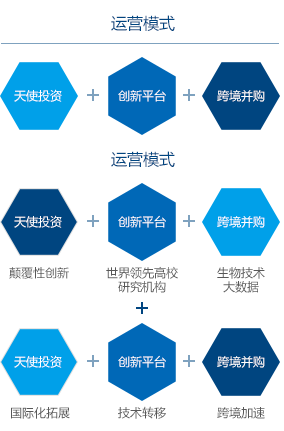 运营模式
天使投资 + 创新平台 + 跨境并购
运营模式
天使投资 + 创新平台 + 跨境并购
颠覆性创新 世界领先高校 生物技术
研究机构 大数据
+
天使投资 创新平台 + 跨境并购
国际化拓展 技术转移 跨境加速